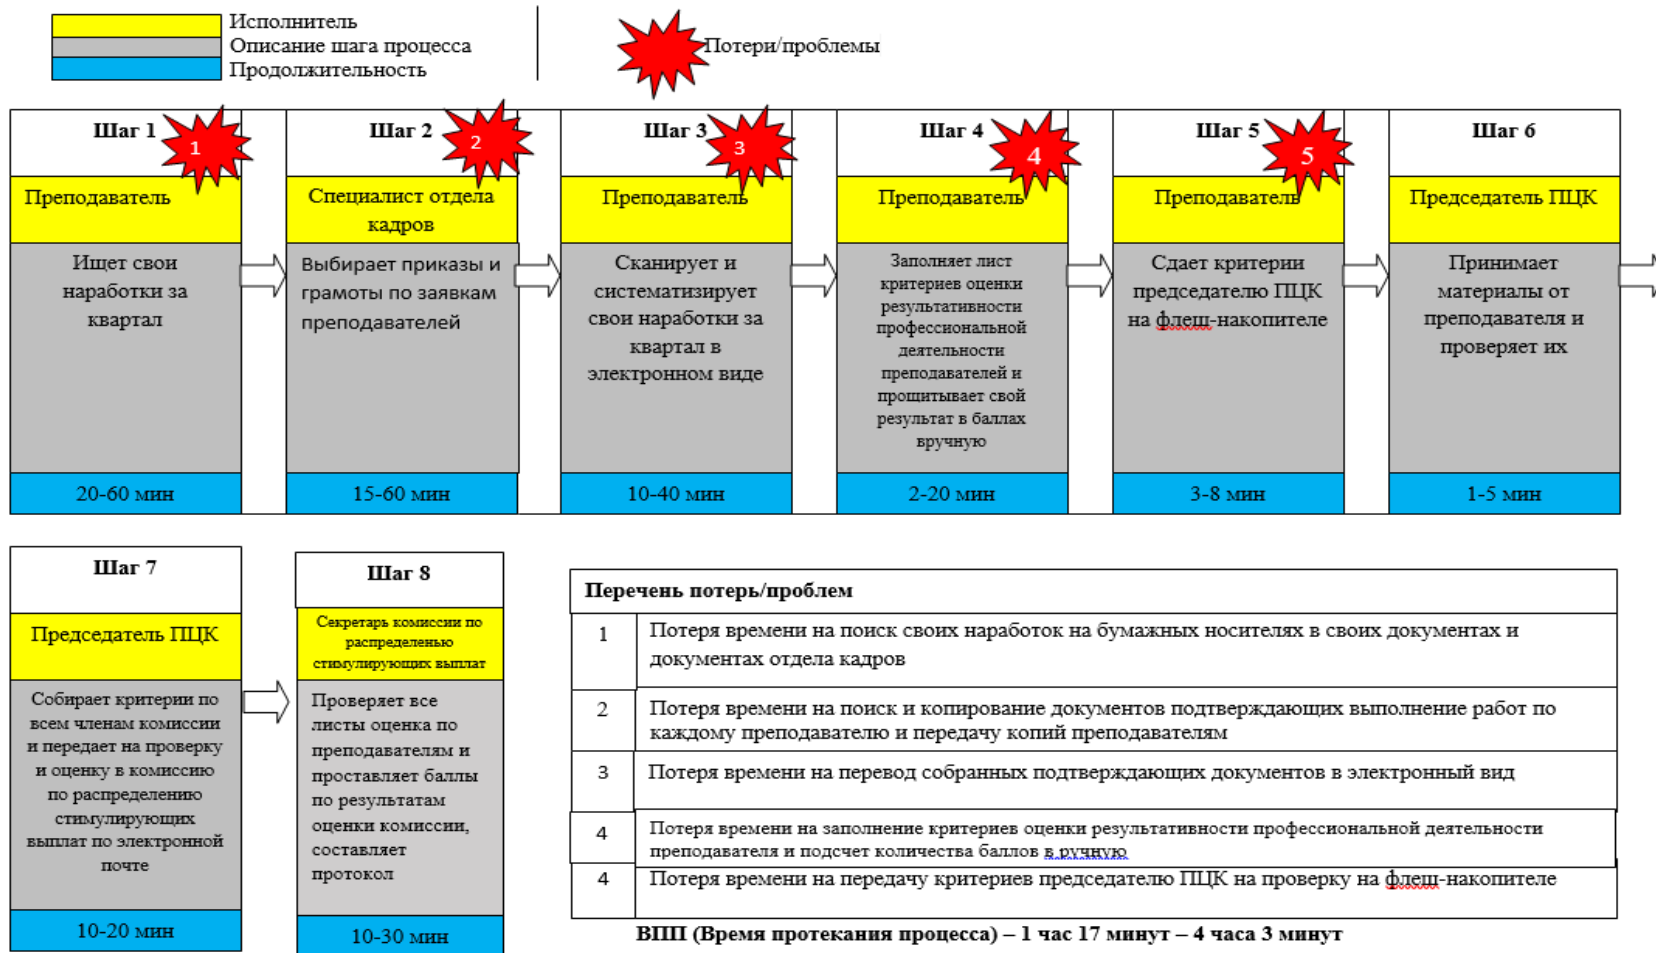 Исполнитель
Описание шага процесса
Продолжительность
Потери/проблемы
Шаг 1
1
Преподаватель
Ищет свои
наработки за
квартал
20-60 мин
Шаг 2
2
Специалист отдела
кадров
Выбирает приказы и
грамоты по заявкам
преподавателей
15-60 мин
Шаг 3
3
Преподаватель
Сканирует и
систематизирует
свои наработки за
квартал в
электронном виде
10-40 мин
Шаг 4
4
Преподаватель
Заполняет лист
критериев оценки
результативности
профессиональной
деятельности
преподавателей и
прощитывает свой
результат в баллах
вручную
2-20 мин
Шаг 5
5
Преподаватель
Сдает критерии
председателю ПЦК
на флеш-накопителе
3-8 мин
Шаг 6
Председатель ПЦК
Принимает
материалы от
преподавателя и
проверяет их
1-5 мин
Шаг 7
Председатель ПЦК
Собирает критерии по
всем членам комиссии
и передает на проверку
и оценку в комиссию
по распределению
стимулирующих
выплат по электронной
почте
10-20 мин
Шаг 8
Секретарь комиссии по
распределенью
стимулирующих выплат
Проверяет все
листы оценка по
преподавателям и
проставляет баллы
по результатам
оценки комиссии,
составляет
протокол
10-30 мин
Перечень потерь/проблем
1
Потеря времени на поиск своих наработок на бумажных носителях в своих документах и
документах отдела кадров
2
Потеря времени на поиск и копирование документов подтверждающих выполнение работ по
каждому преподавателю и передачу копий преподавателям
3
Потеря времени на перевод собранных подтверждающих документов в электронный вид
4
Потеря времени на заполнение критериев оценки результативности профессиональной деятельности
преподавателя и подсчет количества баллов в ручную
4
Потеря времени на передачу критериев председателю ПЦК на проверку на флеш-накопителе
ВПП (Время протекания процесса) – 1 час 17 минут – 4 часа 3 минут